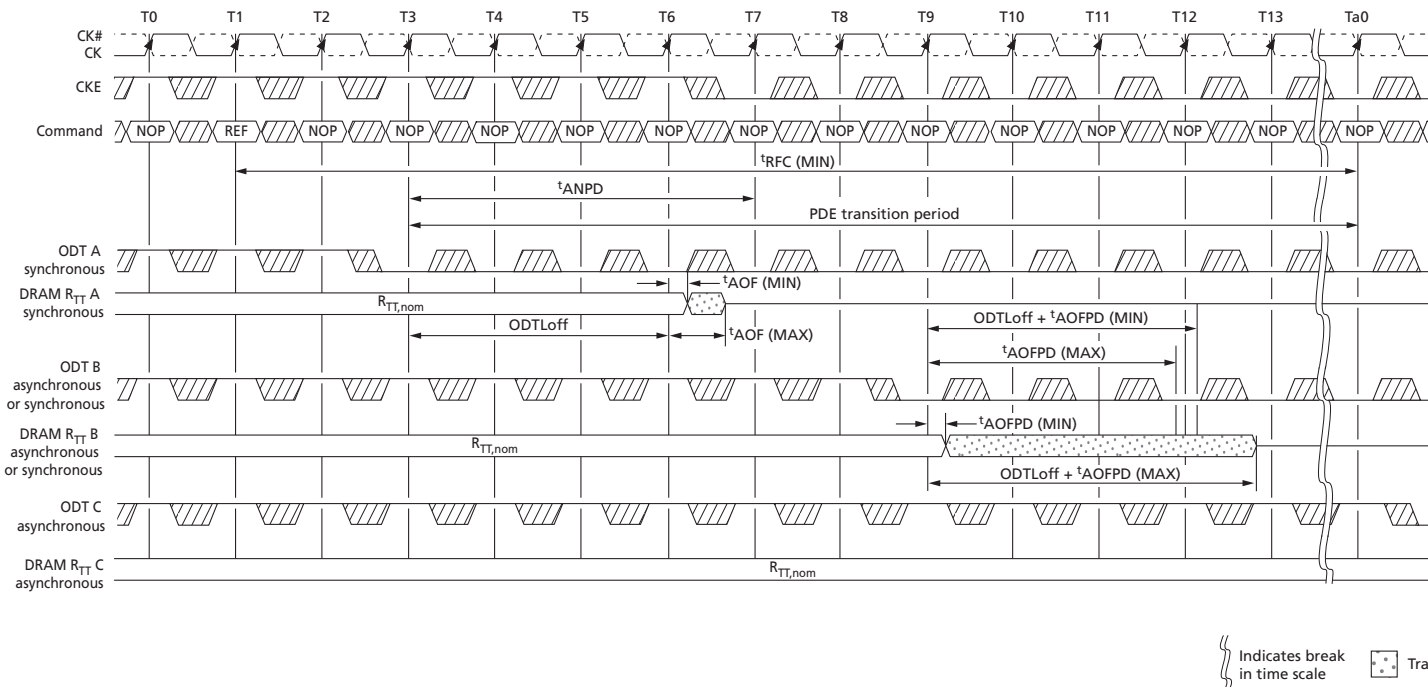 T0 T1 T2 T3 T4 T5 T6 T7 T8 T9 T10 T11 T12 T13 Ta0
CK#
CK
CKE
Command NOP REF NOP NOP NOP NOP NOP NOP NOP NOP NOP NOP NOP NOP NOP
tRFC (MIN)
tANPD
PDE transition period
ODT A
synchronous
tAOF (MIN)
DRAM RTT A
synchronous
RTT,nom
ODTLoff
tAOF (MAX)
ODTLoff + tAOFPD (MIN)
tAOFPD (MAX)
ODT B
asynchronous
or synchronous
tAOFPD (MIN)
DRAM RTT B
asynchronous
or synchronous
RTT,nom
ODTLoff + tAOFPD (MAX)
ODT C
asynchronous
DRAM RTT C
asynchronous
RTT,nom
Indicates break
in time scale
Tra